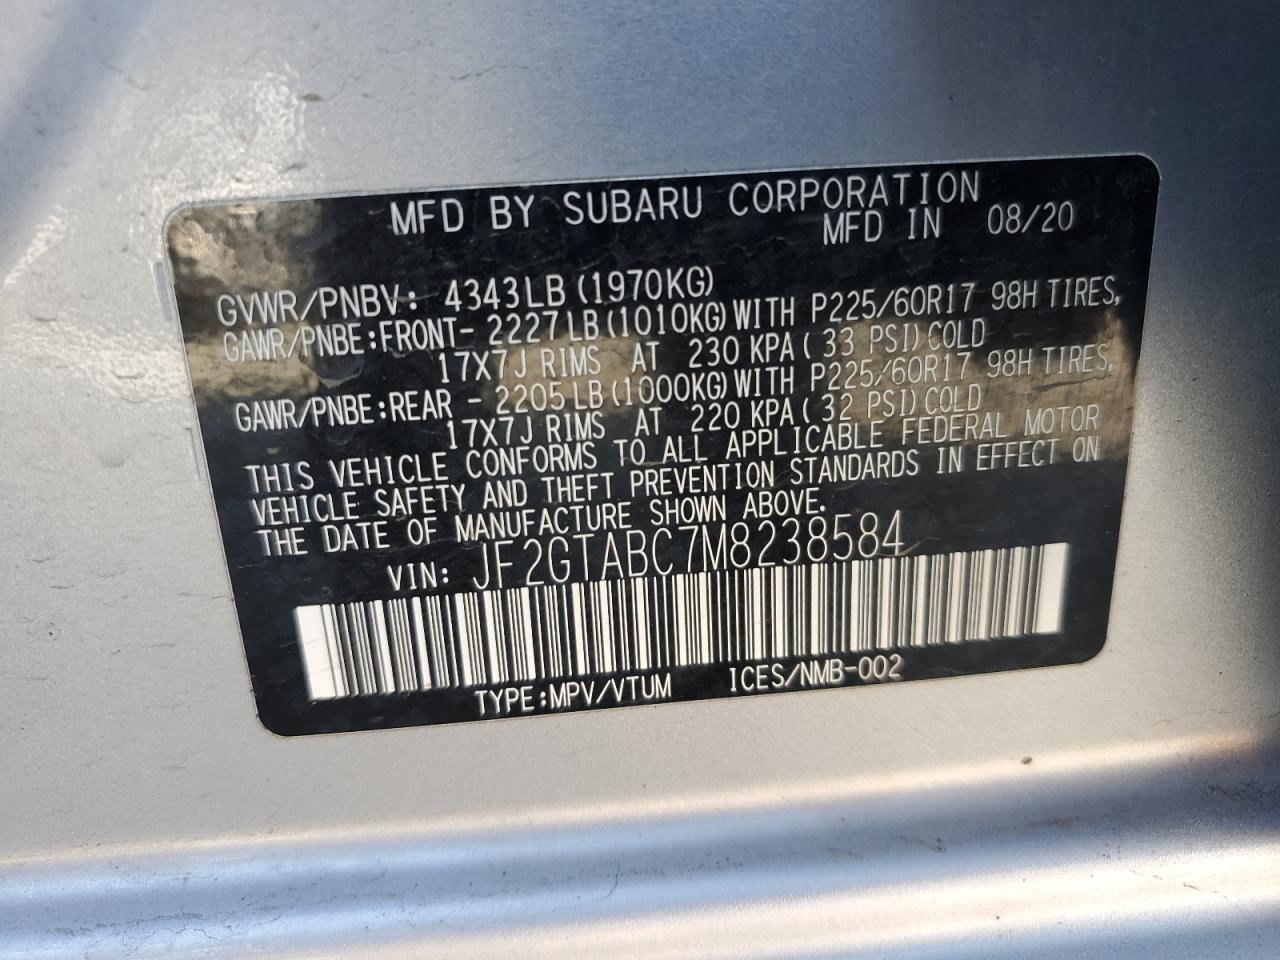 MFD BY SUBARU CORPORATION
MFD IN 08/20
GVWR/PNBV: 4343LB(1970KG)
GAWR/PNBE:FRONT- 2227LB(1010KG)WITH P225/60R17 98H TIRES,
17X7J RIMS AT 230 KPA( 33 PSI)COLD
GAWR/PNBE:REAR - 2205LB(1000KG)WITH P225/60R17 98H TIRES,
17X7J RIMS AT 220 KPA( 32 PSI)COLD
THIS VEHICLE CONFORMS TO ALL APPLICABLE FEDERAL MOTOR
VEHICLE SAFETY AND THEFT PREVENTION STANDARDS IN EFFECT ON
THE DATE OF MANUFACTURE SHOWN ABOVE.
VIN: JF2GTABC7M8238584
TYPE:MPV/VTUM ICES/NMB-002